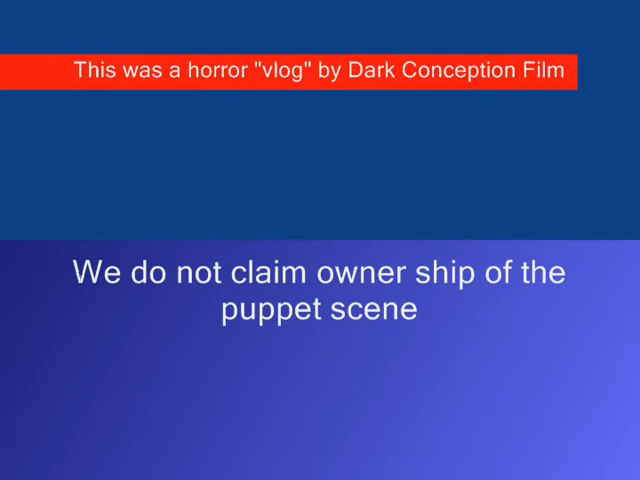 This was a horror "vlog" by Dark Conception Film
We do not claim owner ship of the
puppet scene